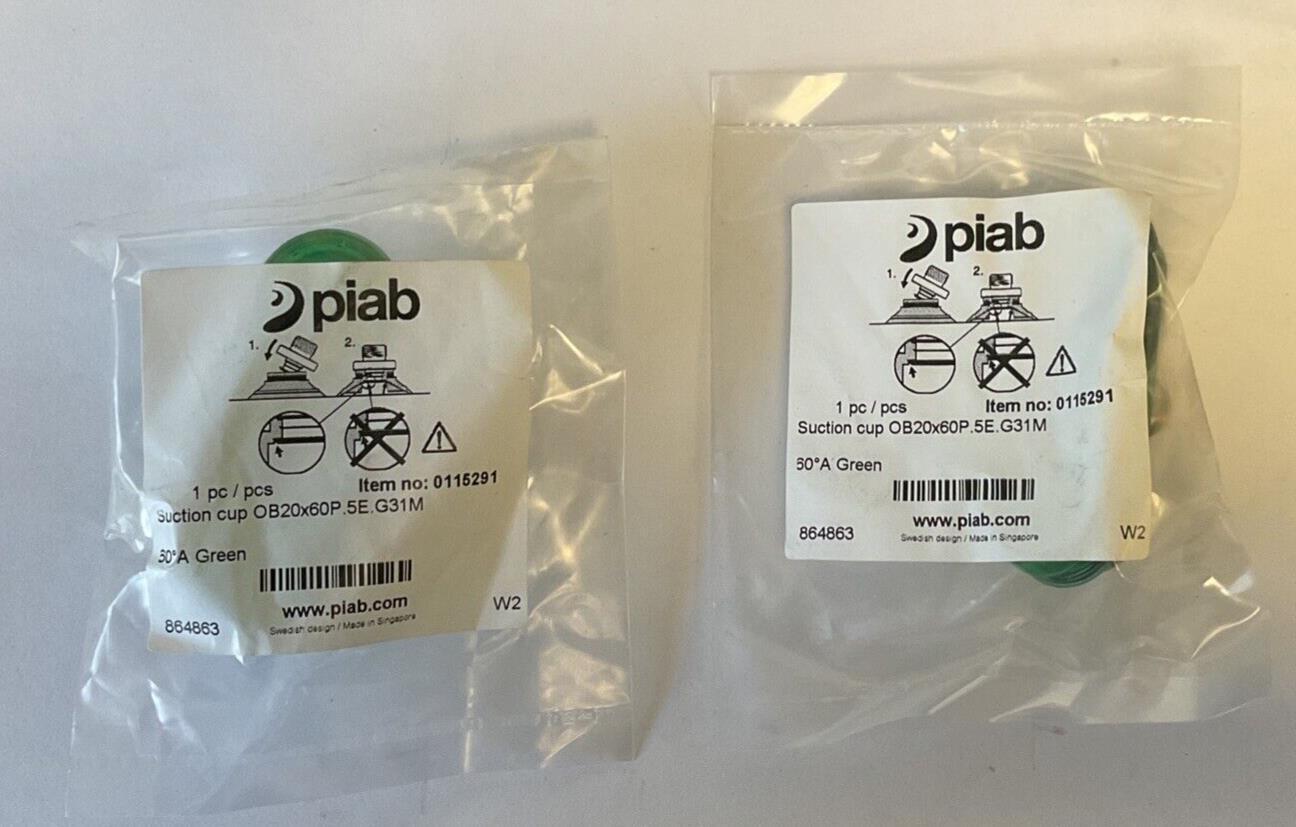 piab
1. 2.
1 pc / pcs Item no: 0115291
Suction cup OB20x60P.5E.G31M
60°A Green
www.piab.com
864863 Swedish design / Made in Singapore W2
piab
1. 2.
1 pc / pcs Item no: 0115291
Suction cup OB20x60P.5E.G31M
60°A Green
www.piab.com
864863 Swedish design / Made in Singapore W2